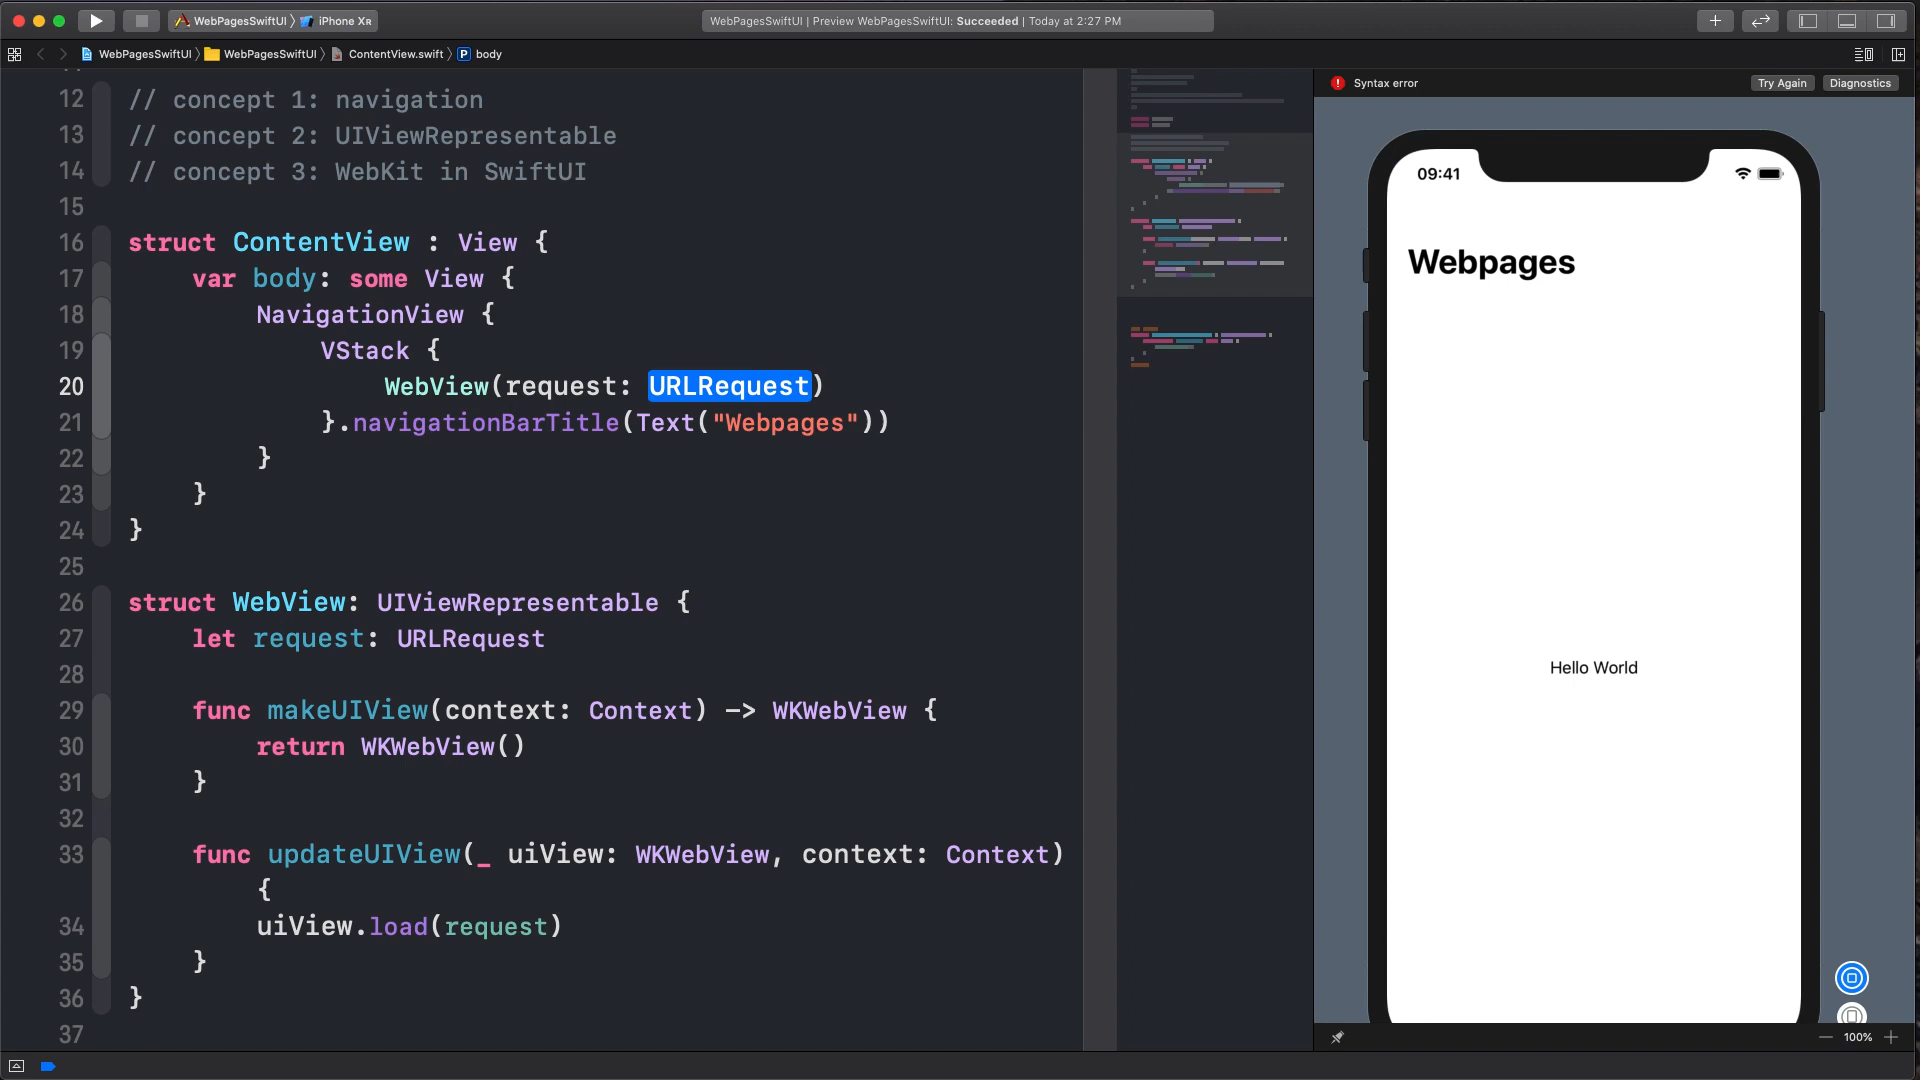 WebPagesSwiftUI iPhone XR
WebPagesSwiftUI | Preview WebPagesSwiftUI: Succeeded | Today at 2:27 PM
WebPagesSwiftUI WebPagesSwiftUI ContentView.swift P body
12 // concept 1: navigation
13 // concept 2: UIViewRepresentable
14 // concept 3: WebKit in SwiftUI
15
16 struct ContentView : View {
17 var body: some View {
18 NavigationView {
19 VStack {
20 WebView(request: URLRequest)
21 }.navigationBarTitle(Text("Webpages"))
22 }
23 }
24 }
25
26 struct WebView: UIViewRepresentable {
27 let request: URLRequest
28
29 func makeUIView(context: Context) -> WKWebView {
30 return WKWebView()
31 }
32
33 func updateUIView(_ uiView: WKWebView, context: Context)
{
34 uiView.load(request)
35 }
36 }
37
Syntax error Try Again Diagnostics
09:41
Webpages
Hello World
100%